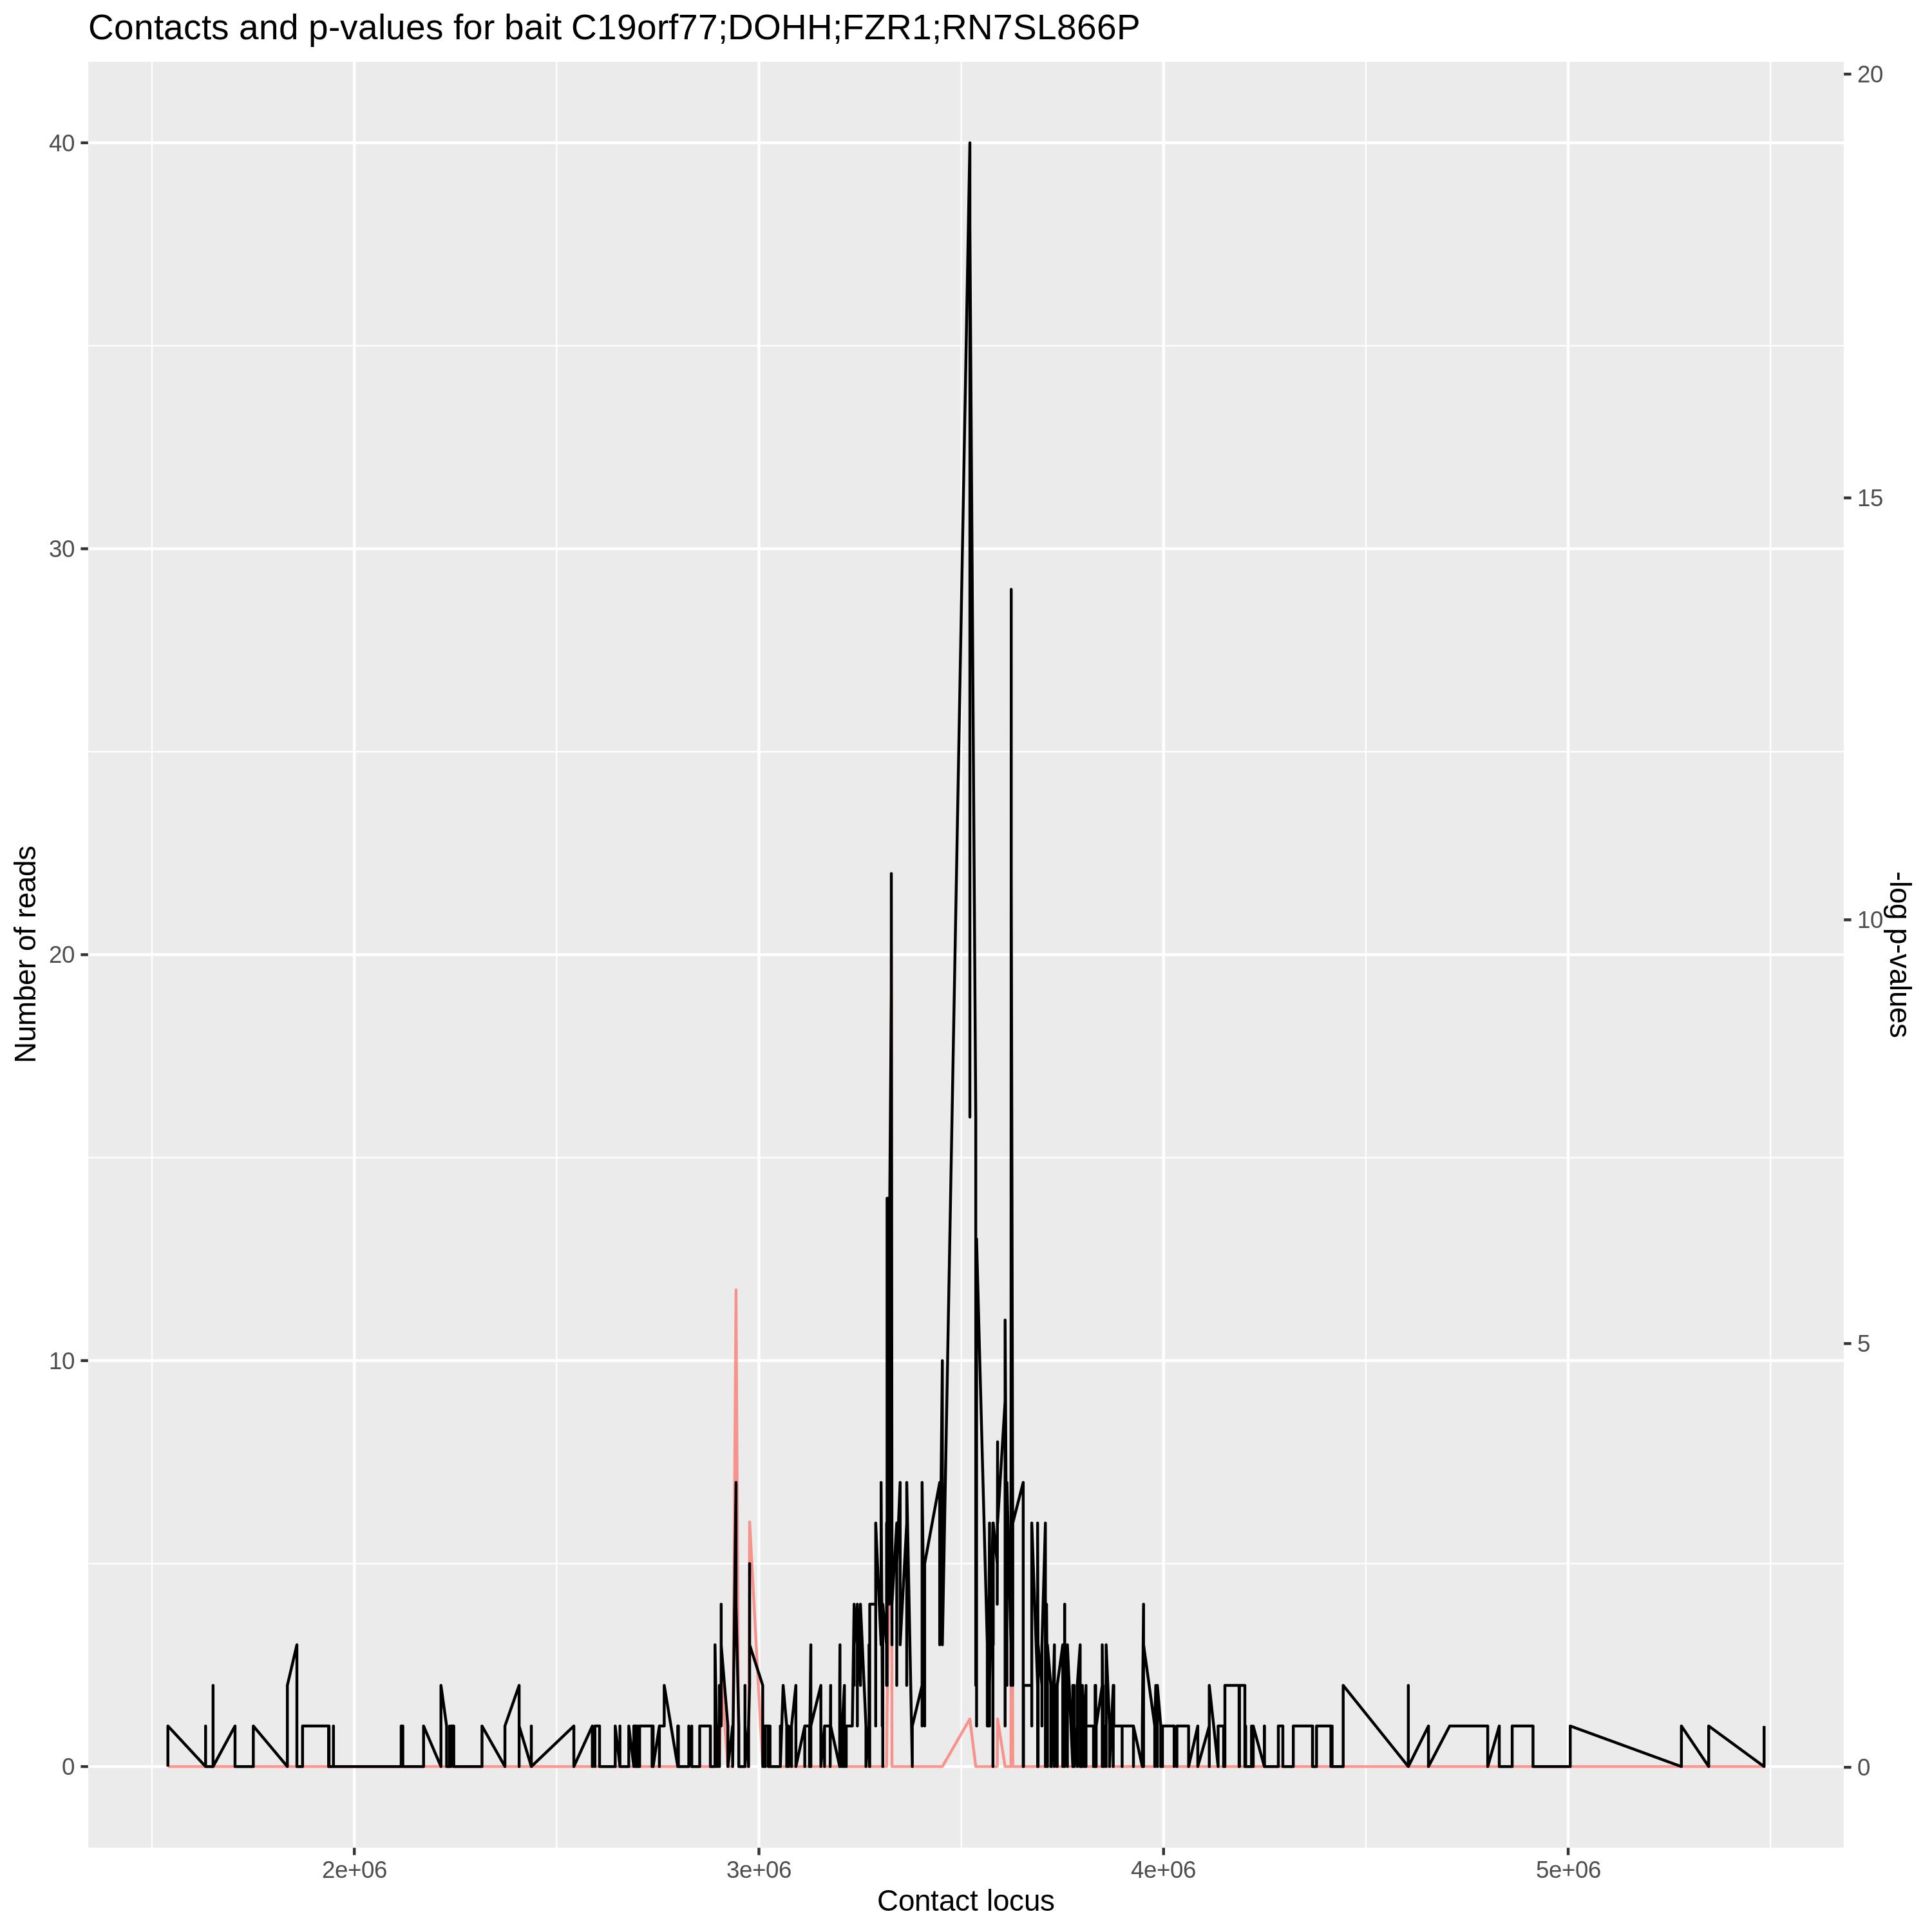 Contacts and p-values for bait C19orf77;DOHH;FZR1;RN7SL866P
40
30
20
10
0
Number of reads
20
15
10
5
0
-log p-values
2e+06
3e+06
4e+06
5e+06
Contact locus